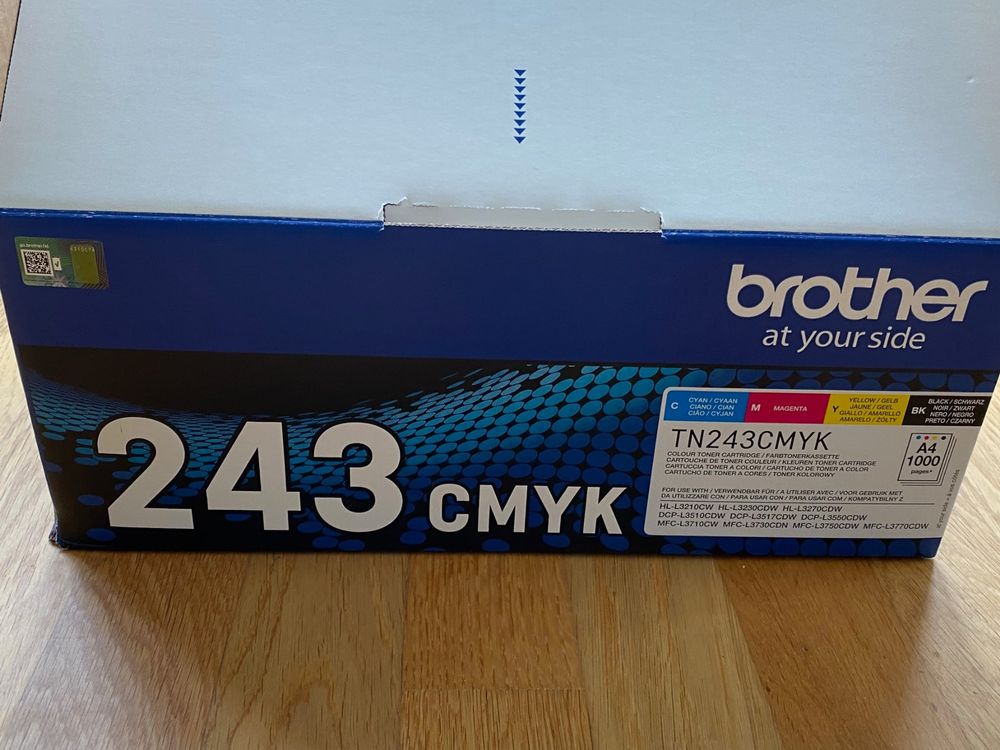 go.brother/hd
brother
at your side
243 CMYK
C
CYAN / CYAAN
CIANO / CIAN
CIÃO / CYJAN
M
MAGENTA
Y
YELLOW / GELB
JAUNE / GEEL
GIALLO / AMARILLO
AMARELO / ŻÓŁTY
BK
BLACK / SCHWARZ
NOIR / ZWART
NERO / NEGRO
PRETO / CZARNY
TN243CMYK
COLOUR TONER CARTRIDGE / FARBTONERKASSETTE
CARTOUCHE DE TONER COULEUR / KLEUREN TONER CARTRIDGE
CARTUCCIA TONER A COLORI / CARTUCHO DE TONER A COLOR
CARTUCHO DE TONER A CORES / TONER KOLOROWY
A4
1000
pages*
FOR USE WITH / VERWENDBAR FÜR / A UTILISER AVEC / VOOR GEBRUIK MET
DA UTILIZZARE CON / PARA USAR CON / PARA USAR COM / KOMPATYBILNY Z
HL-L3210CW HL-L3230CDW HL-L3270CDW
DCP-L3510CDW DCP-L3517CDW DCP-L3550CDW
MFC-L3710CW MFC-L3730CDN MFC-L3750CDW MFC-L3770CDW